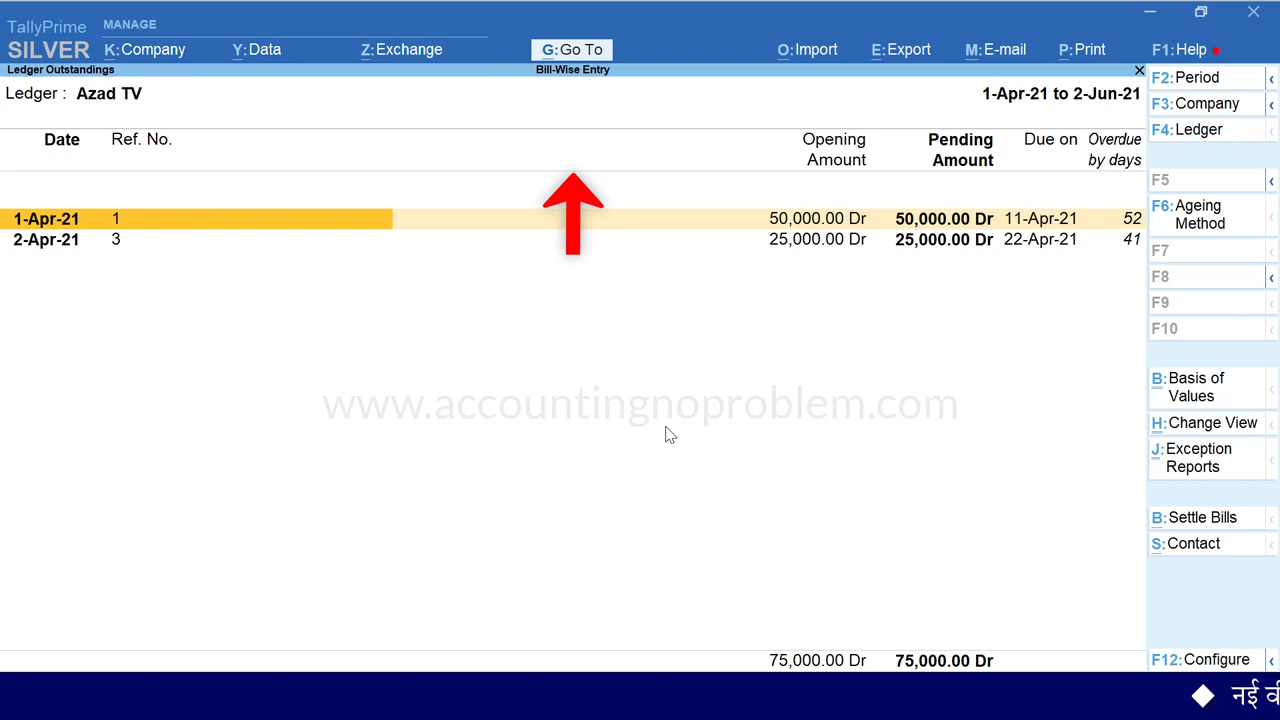 TallyPrime
MANAGE
SILVER K:Company Y:Data Z:Exchange G:Go To O:Import E:Export M:E-mail P:Print F1:Help
Ledger Outstandings Bill-Wise Entry
Ledger : Azad TV 1-Apr-21 to 2-Jun-21
Date Ref. No. Opening Pending Due on Overdue
Amount Amount by days
1-Apr-21 1 50,000.00 Dr 50,000.00 Dr 11-Apr-21 52
2-Apr-21 3 25,000.00 Dr 25,000.00 Dr 22-Apr-21 41
www.accountingnoproblem.com
75,000.00 Dr 75,000.00 Dr
F2:Period
F3:Company
F4:Ledger
F5
F6:Ageing
Method
F7
F8
F9
F10
B:Basis of
Values
H:Change View
J:Exception
Reports
B:Settle Bills
S:Contact
F12:Configure
नई